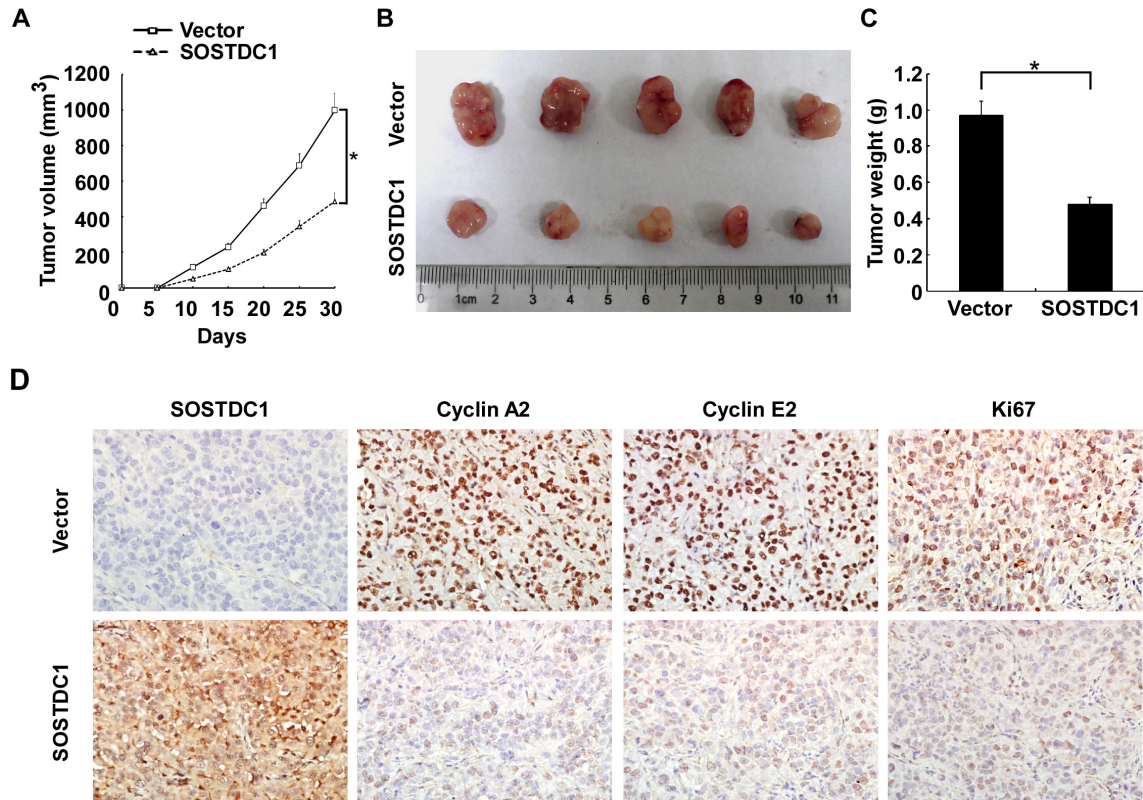 A
Vector
SOSTDC1
Tumor volume (mm3)
1200
1000
800
600
400
200
0
*
0 5 10 15 20 25 30
Days
B
Vector
SOSTDC1
0 1cm 2 3 4 5 6 7 8 9 10 11
C
Tumor weight (g)
1.2
1.0
0.8
0.6
0.4
0.2
0
*
Vector SOSTDC1
D
SOSTDC1 Cyclin A2 Cyclin E2 Ki67
Vector
SOSTDC1